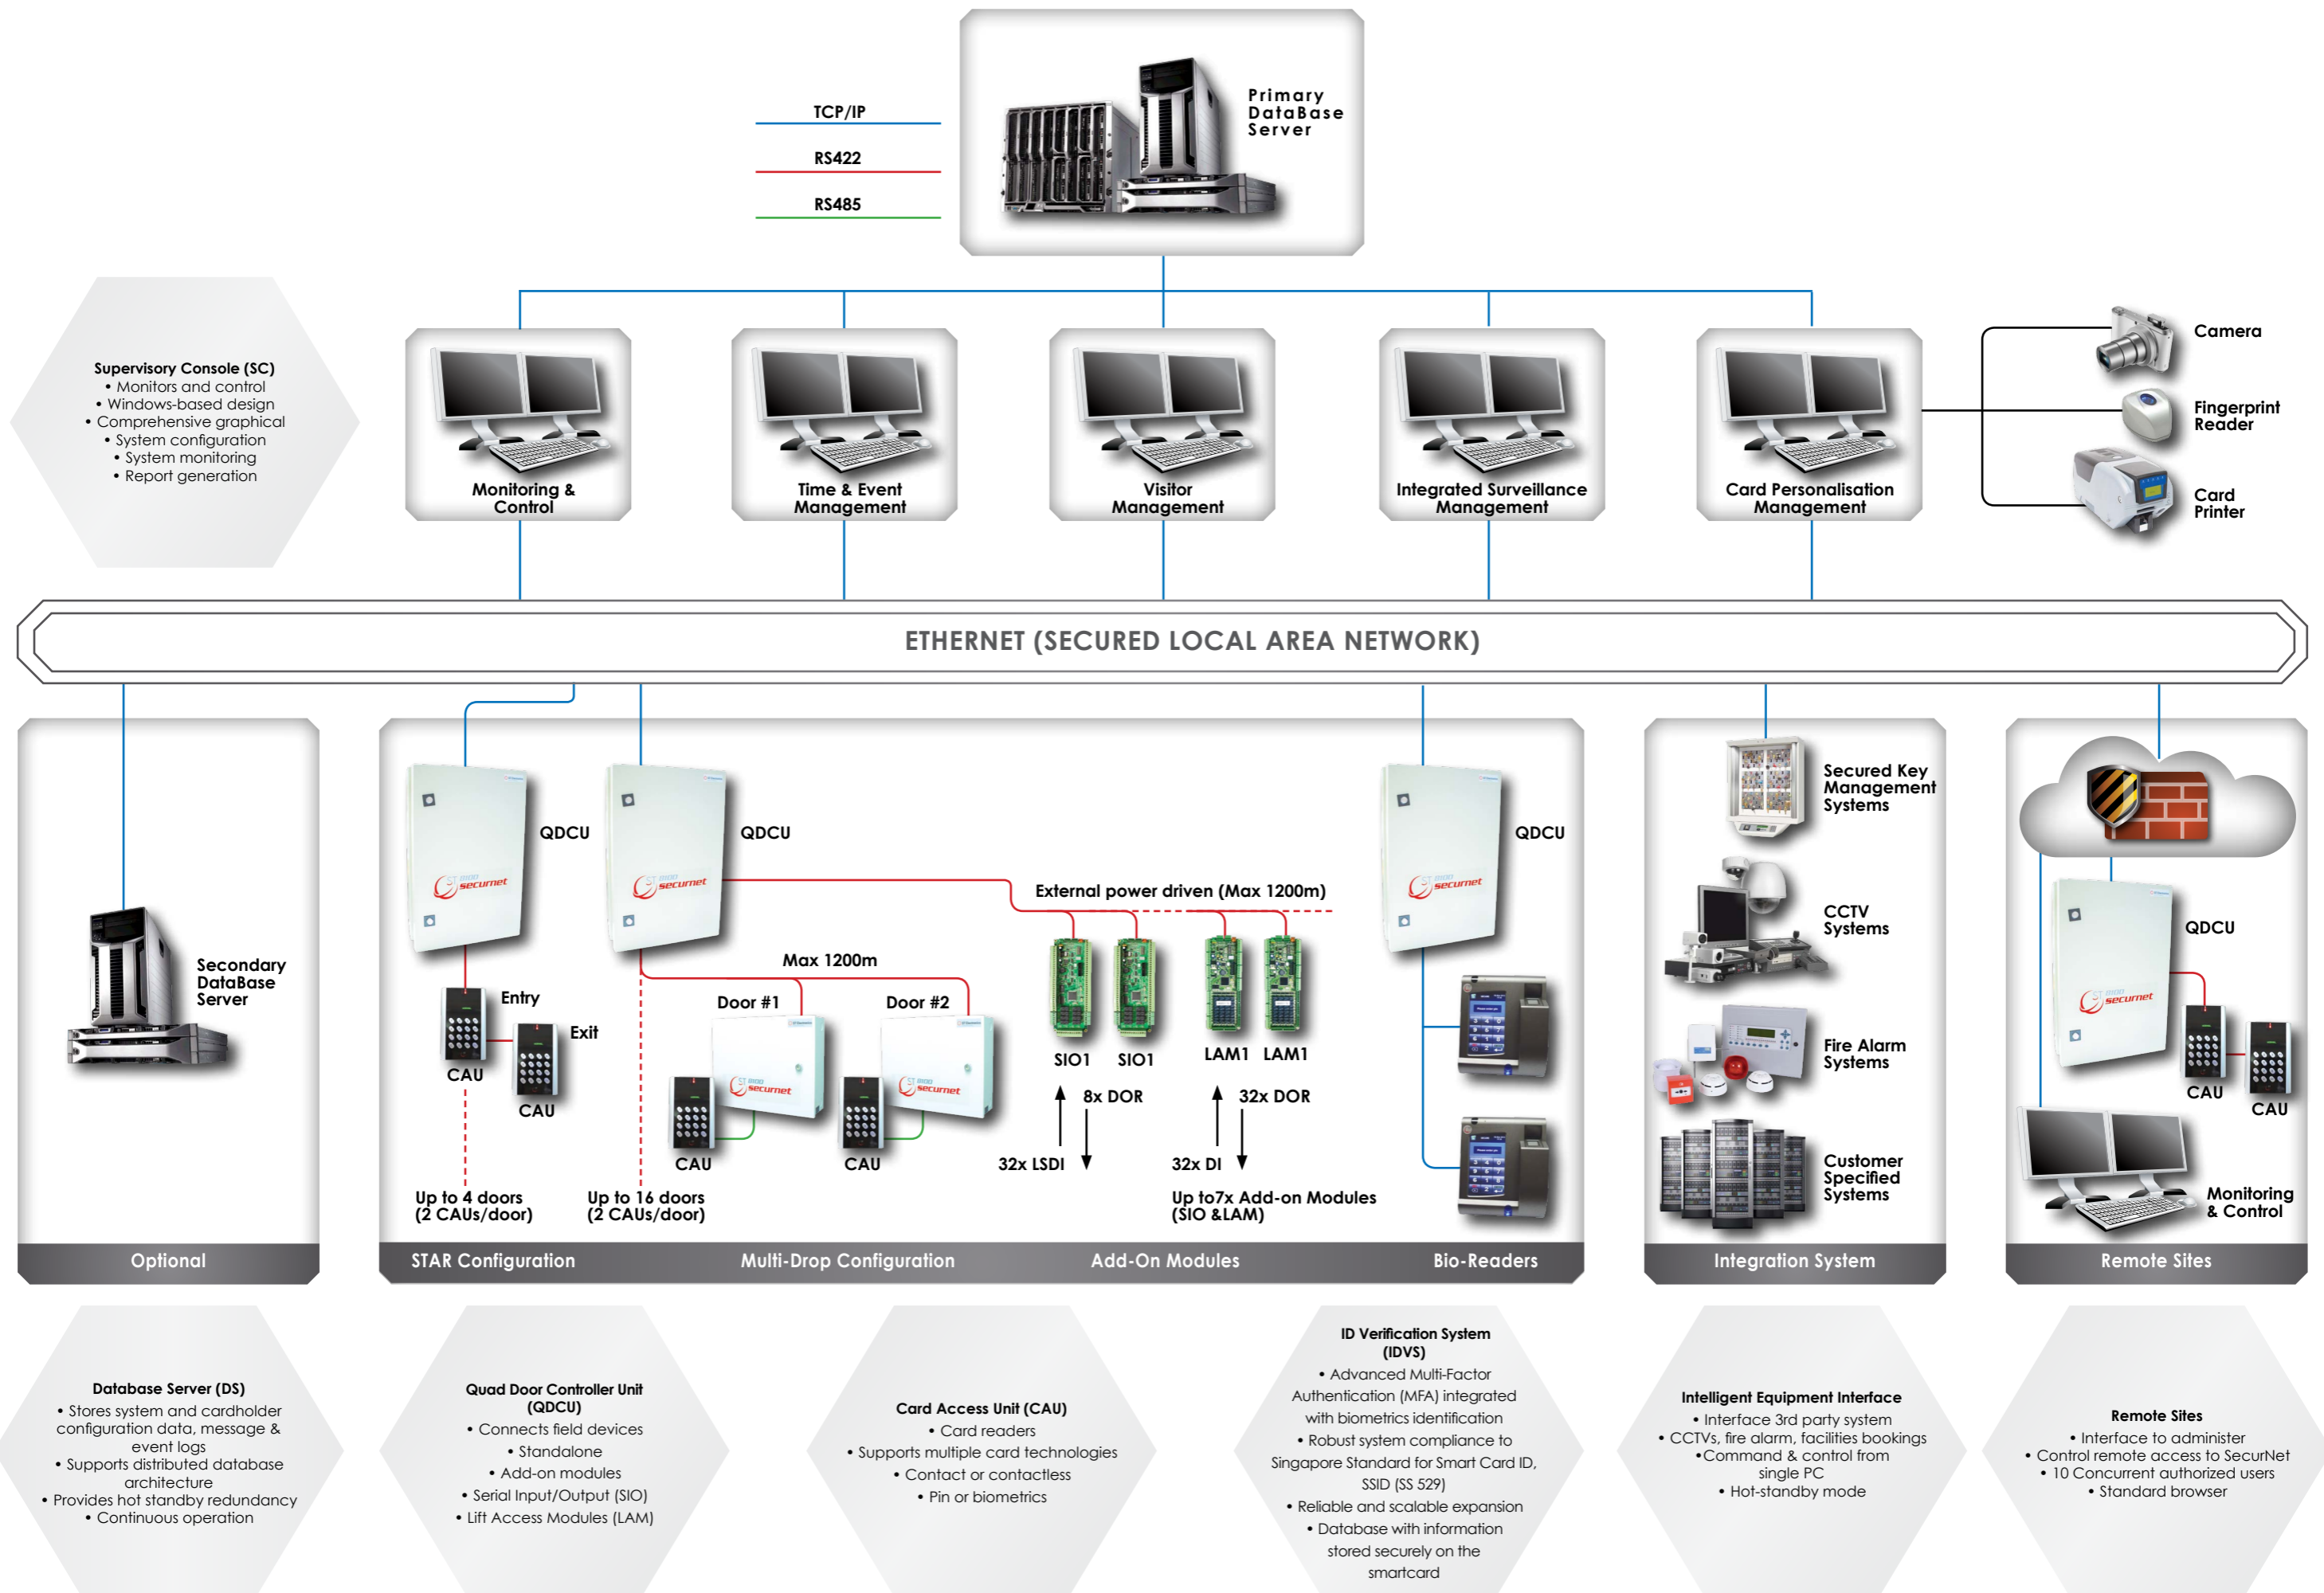 Primary
DataBase
Server
TCP/IP
RS422
RS485
Supervisory Console (SC)
• Monitors and control
• Windows-based design
• Comprehensive graphical
• System configuration
• System monitoring
• Report generation
Monitoring &
Control
Time & Event
Management
Visitor
Management
Integrated Surveillance
Management
Card Personalisation
Management
Camera
Fingerprint
Reader
Card
Printer
ETHERNET (SECURED LOCAL AREA NETWORK)
Secondary
DataBase
Server
Optional
QDCU
securnet
Entry
CAU
Exit
CAU
Up to 4 doors
(2 CAUs/door)
STAR Configuration
QDCU
securnet
Max 1200m
Door #1
securnet
CAU
Door #2
securnet
CAU
Up to 16 doors
(2 CAUs/door)
Multi-Drop Configuration
External power driven (Max 1200m)
SIO1
SIO1
LAM1
LAM1
8x DOR
32x LSDI
32x DOR
32x DI
Up to7x Add-on Modules
(SIO &LAM)
Add-On Modules
QDCU
securnet
Bio-Readers
Secured Key
Management
Systems
CCTV
Systems
Fire Alarm
Systems
Customer
Specified
Systems
Integration System
QDCU
securnet
CAU
CAU
Monitoring
& Control
Remote Sites
Database Server (DS)
• Stores system and cardholder
configuration data, message &
event logs
• Supports distributed database
architecture
• Provides hot standby redundancy
• Continuous operation
Quad Door Controller Unit
(QDCU)
• Connects field devices
• Standalone
• Add-on modules
• Serial Input/Output (SIO)
• Lift Access Modules (LAM)
Card Access Unit (CAU)
• Card readers
• Supports multiple card technologies
• Contact or contactless
• Pin or biometrics
ID Verification System
(IDVS)
• Advanced Multi-Factor
Authentication (MFA) integrated
with biometrics identification
• Robust system compliance to
Singapore Standard for Smart Card ID,
SSID (SS 529)
• Reliable and scalable expansion
• Database with information
stored securely on the
smartcard
Intelligent Equipment Interface
• Interface 3rd party system
• CCTVs, fire alarm, facilities bookings
•Command & control from
single PC
• Hot-standby mode
Remote Sites
• Interface to administer
• Control remote access to SecurNet
• 10 Concurrent authorized users
• Standard browser